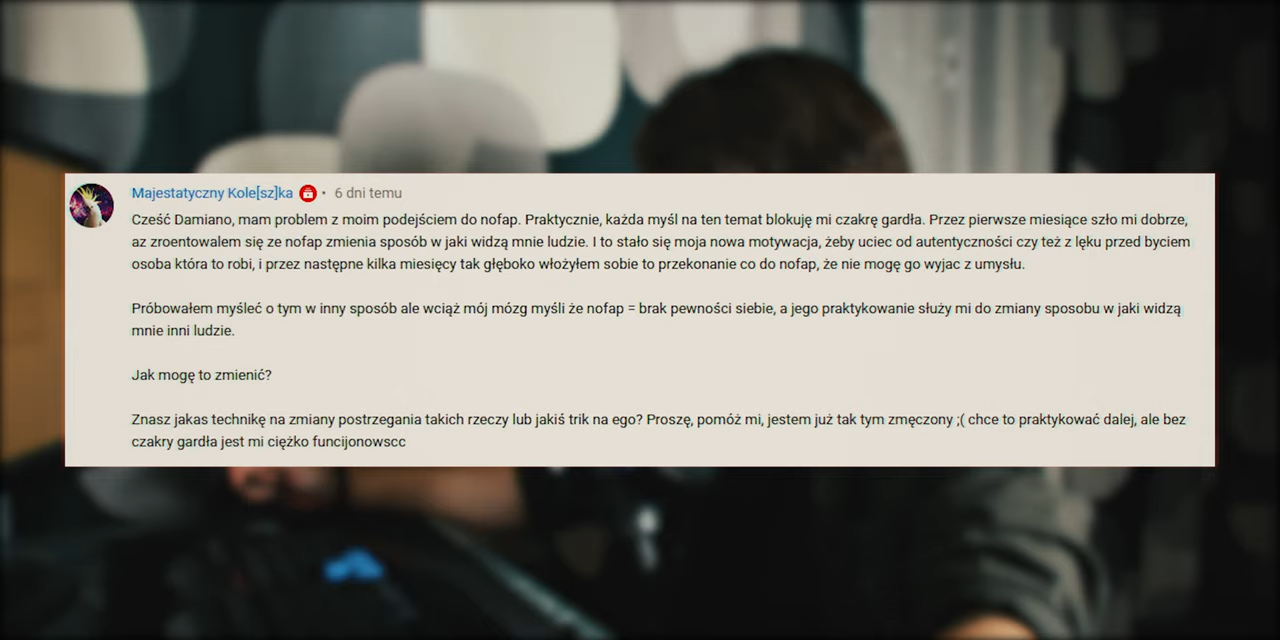 Majestatyczny Kole[sz]ka • 6 dni temu
Cześć Damiano, mam problem z moim podejściem do nofap. Praktycznie, każda myśl na ten temat blokuję mi czakrę gardła. Przez pierwsze miesiące szło mi dobrze,
az zroentowalem się ze nofap zmienia sposób w jaki widzą mnie ludzie. I to stało się moja nowa motywacja, żeby uciec od autentyczności czy też z lęku przed byciem
osoba która to robi, i przez następne kilka miesięcy tak głęboko włożyłem sobie to przekonanie co do nofap, że nie mogę go wyjac z umysłu.
Próbowałem myśleć o tym w inny sposób ale wciąż mój mózg myśli że nofap = brak pewności siebie, a jego praktykowanie służy mi do zmiany sposobu w jaki widzą
mnie inni ludzie.
Jak mogę to zmienić?
Znasz jakas technikę na zmiany postrzegania takich rzeczy lub jakiś trik na ego? Proszę, pomóż mi, jestem już tak tym zmęczony ;( chce to praktykować dalej, ale bez
czakry gardła jest mi ciężko funcijonowscc